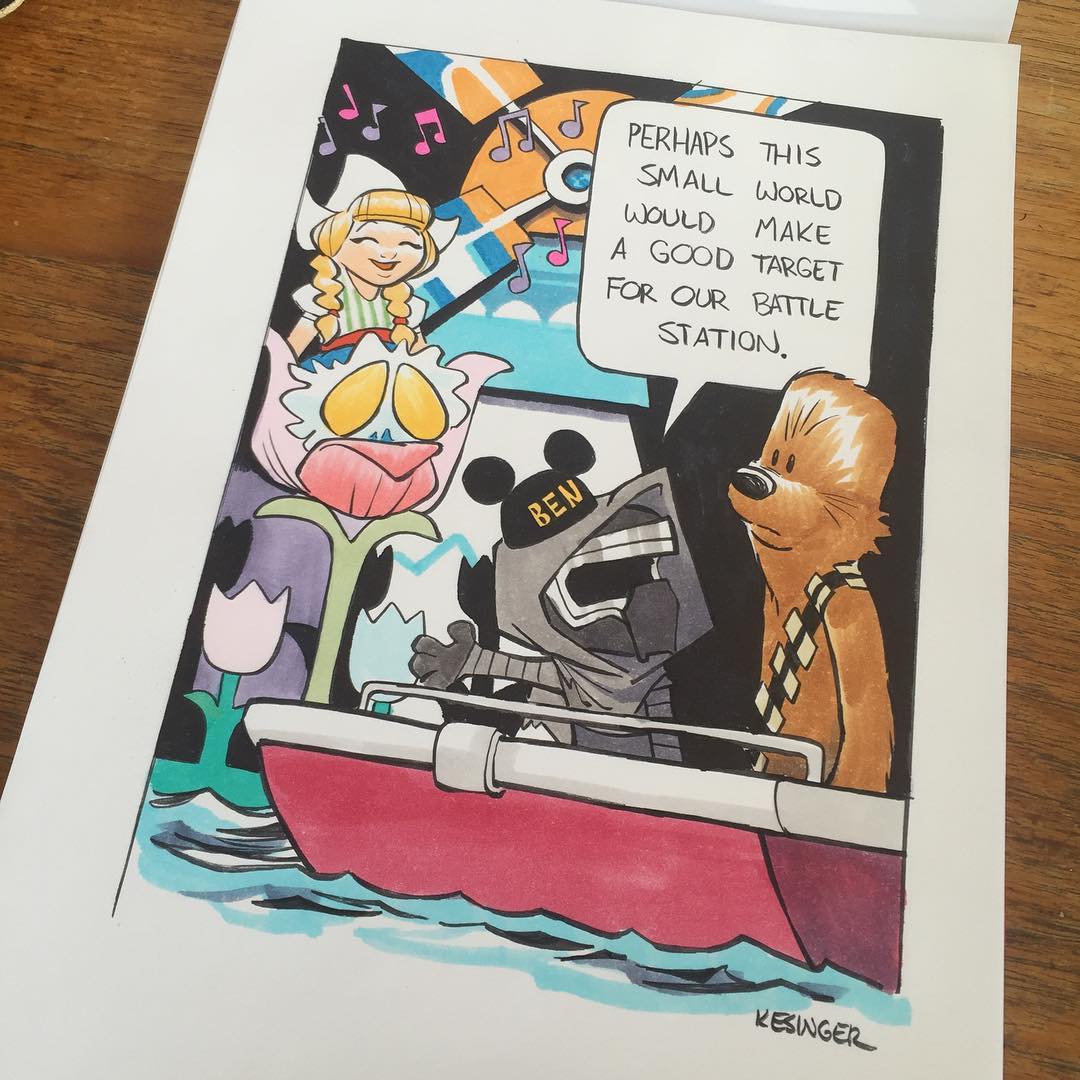 PERHAPS THIS
SMALL WORLD
WOULD MAKE
A GOOD TARGET
FOR OUR BATTLE
STATION.
BEN
KESINGER